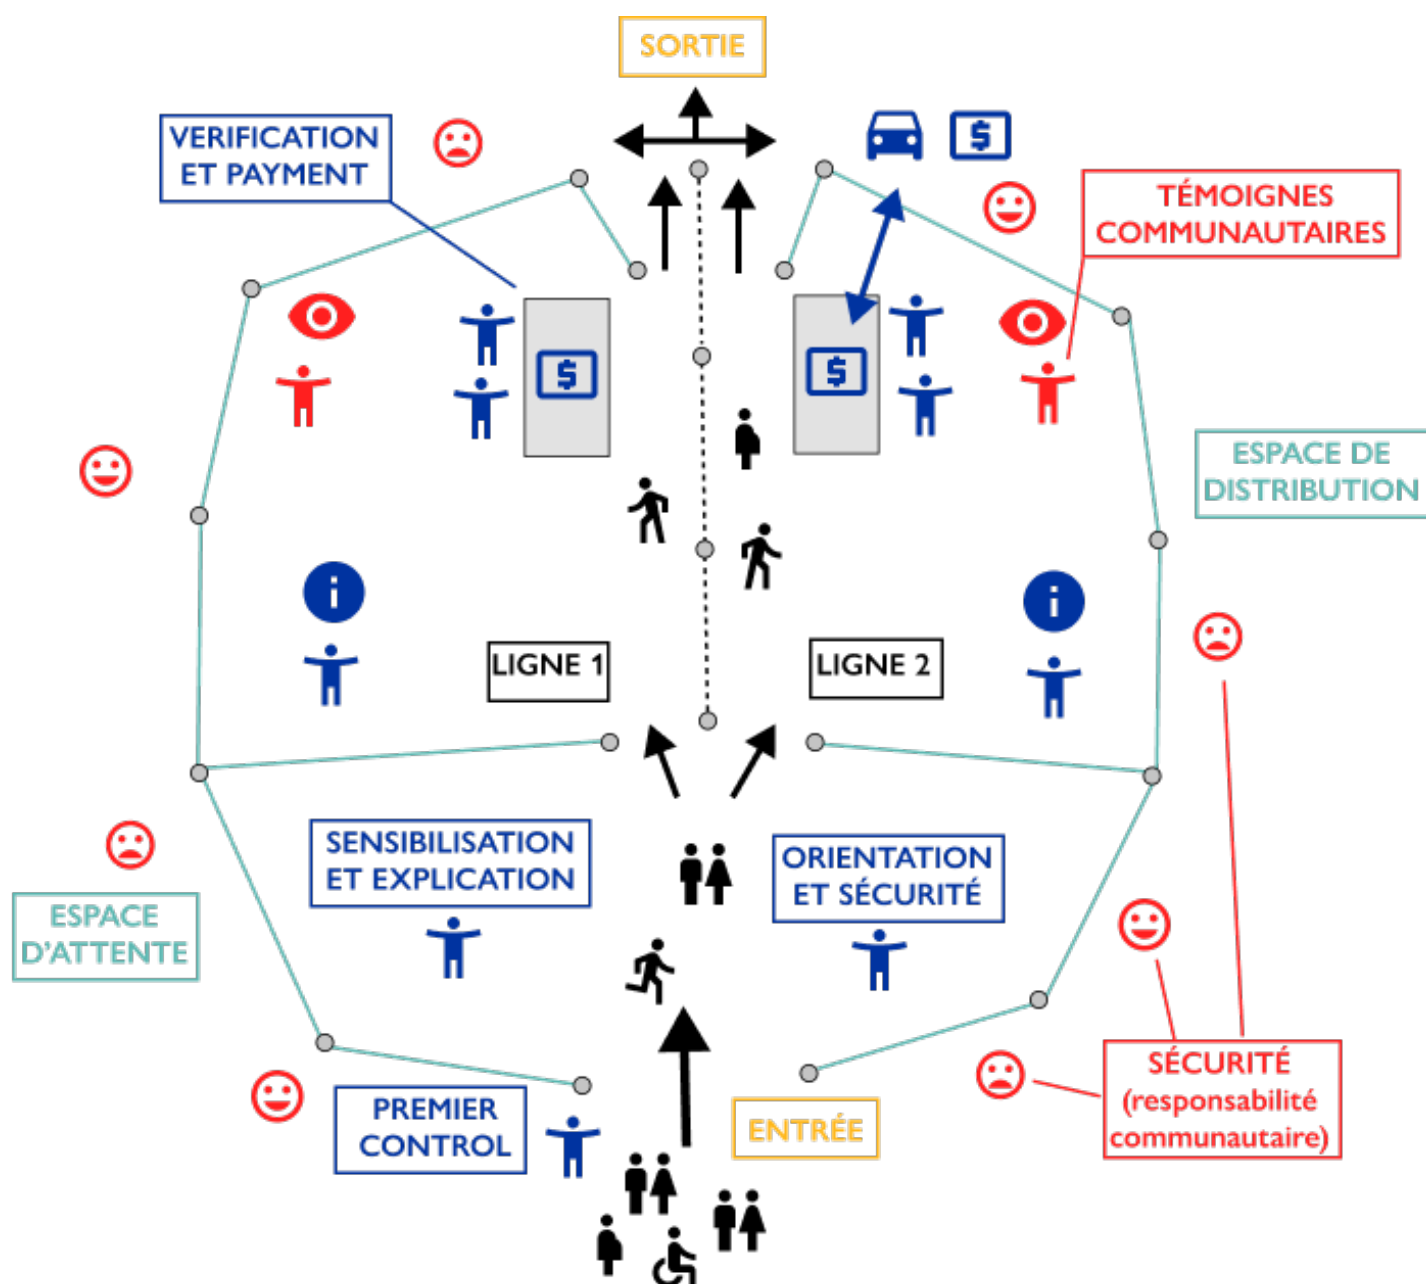 SORTIE
VERIFICATION
ET PAYMENT
$
TÉMOIGNES
COMMUNAUTAIRES
$
$
ESPACE DE
DISTRIBUTION
i
i
LIGNE 1
LIGNE 2
SENSIBILISATION
ET EXPLICATION
ORIENTATION
ET SÉCURITÉ
ESPACE
D'ATTENTE
PREMIER
CONTROL
ENTRÉE
SÉCURITÉ
(responsabilité
communautaire)